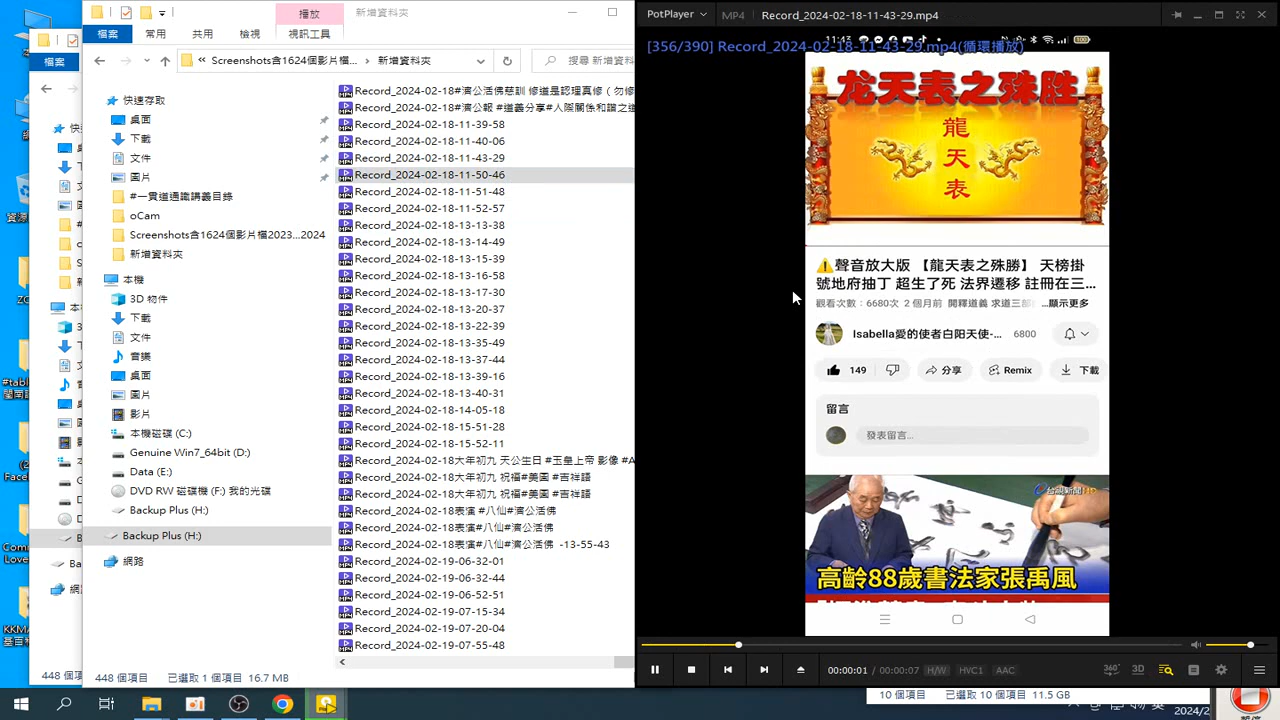 播放
新增資料夾
檔案
常用
共用
檢視
視訊工具
« Screenshots含1624個影片檔... › 新增資料夾
搜尋 新增資料
快速存取
桌面
下載
文件
圖片
#一貫道通識講義目錄
oCam
Screenshots含1624個影片檔2023...2024
新增資料夾
本機
3D 物件
下載
文件
音樂
桌面
圖片
影片
本機磁碟 (C:)
Genuine Win7_64bit (D:)
Data (E:)
DVD RW 磁碟機 (F:) 我的光碟
Backup Plus (H:)
Backup Plus (H:)
網路
Record_2024-02-18#濟公活佛慈訓 修道是認理真修（勿修
Record_2024-02-18#濟公報 #道義分享#人際關係和諧之道
Record_2024-02-18-11-39-58
Record_2024-02-18-11-40-06
Record_2024-02-18-11-43-29
Record_2024-02-18-11-50-46
Record_2024-02-18-11-51-48
Record_2024-02-18-11-52-57
Record_2024-02-18-13-13-38
Record_2024-02-18-13-14-49
Record_2024-02-18-13-15-39
Record_2024-02-18-13-16-58
Record_2024-02-18-13-17-30
Record_2024-02-18-13-20-37
Record_2024-02-18-13-22-39
Record_2024-02-18-13-35-49
Record_2024-02-18-13-37-44
Record_2024-02-18-13-39-16
Record_2024-02-18-13-40-31
Record_2024-02-18-14-05-18
Record_2024-02-18-15-51-28
Record_2024-02-18-15-52-11
Record_2024-02-18大年初九 天公生日 #玉皇上帝 影像 #A
Record_2024-02-18大年初九 祝福#美圖 #吉祥語
Record_2024-02-18大年初九 祝福#美圖 #吉祥語
Record_2024-02-18表演 #八仙#濟公活佛
Record_2024-02-18表演#八仙#濟公活佛
Record_2024-02-18表演#八仙#濟公活佛 -13-55-43
Record_2024-02-19-06-32-01
Record_2024-02-19-06-32-44
Record_2024-02-19-06-52-51
Record_2024-02-19-07-15-34
Record_2024-02-19-07-20-04
Record_2024-02-19-07-55-48
448 個項目 已選取 1 個項目 16.7 MB
PotPlayer
MP4
Record_2024-02-18-11-43-29.mp4
[356/390] Record_2024-02-18-11-43-29.mp4(循環播放)
龙天表之殊胜
龍
天
表
⚠️聲音放大版 【龍天表之殊勝】 天榜掛
號地府抽丁 超生了死 法界遷移 註冊在三...
觀看次數：6680次 2 個月前 開釋道義 求道三部 ...顯示更多
Isabella愛的使者白阳天使-... 6800
149
分享
Remix
下載
留言
發表留言...
台視新聞HD
高齡88歲書法家張禹風
00:00:01 / 00:00:07 H/W HVC1 AAC
360°
3D
10 個項目 已選取 10 個項目 11.5 GB
2024/2